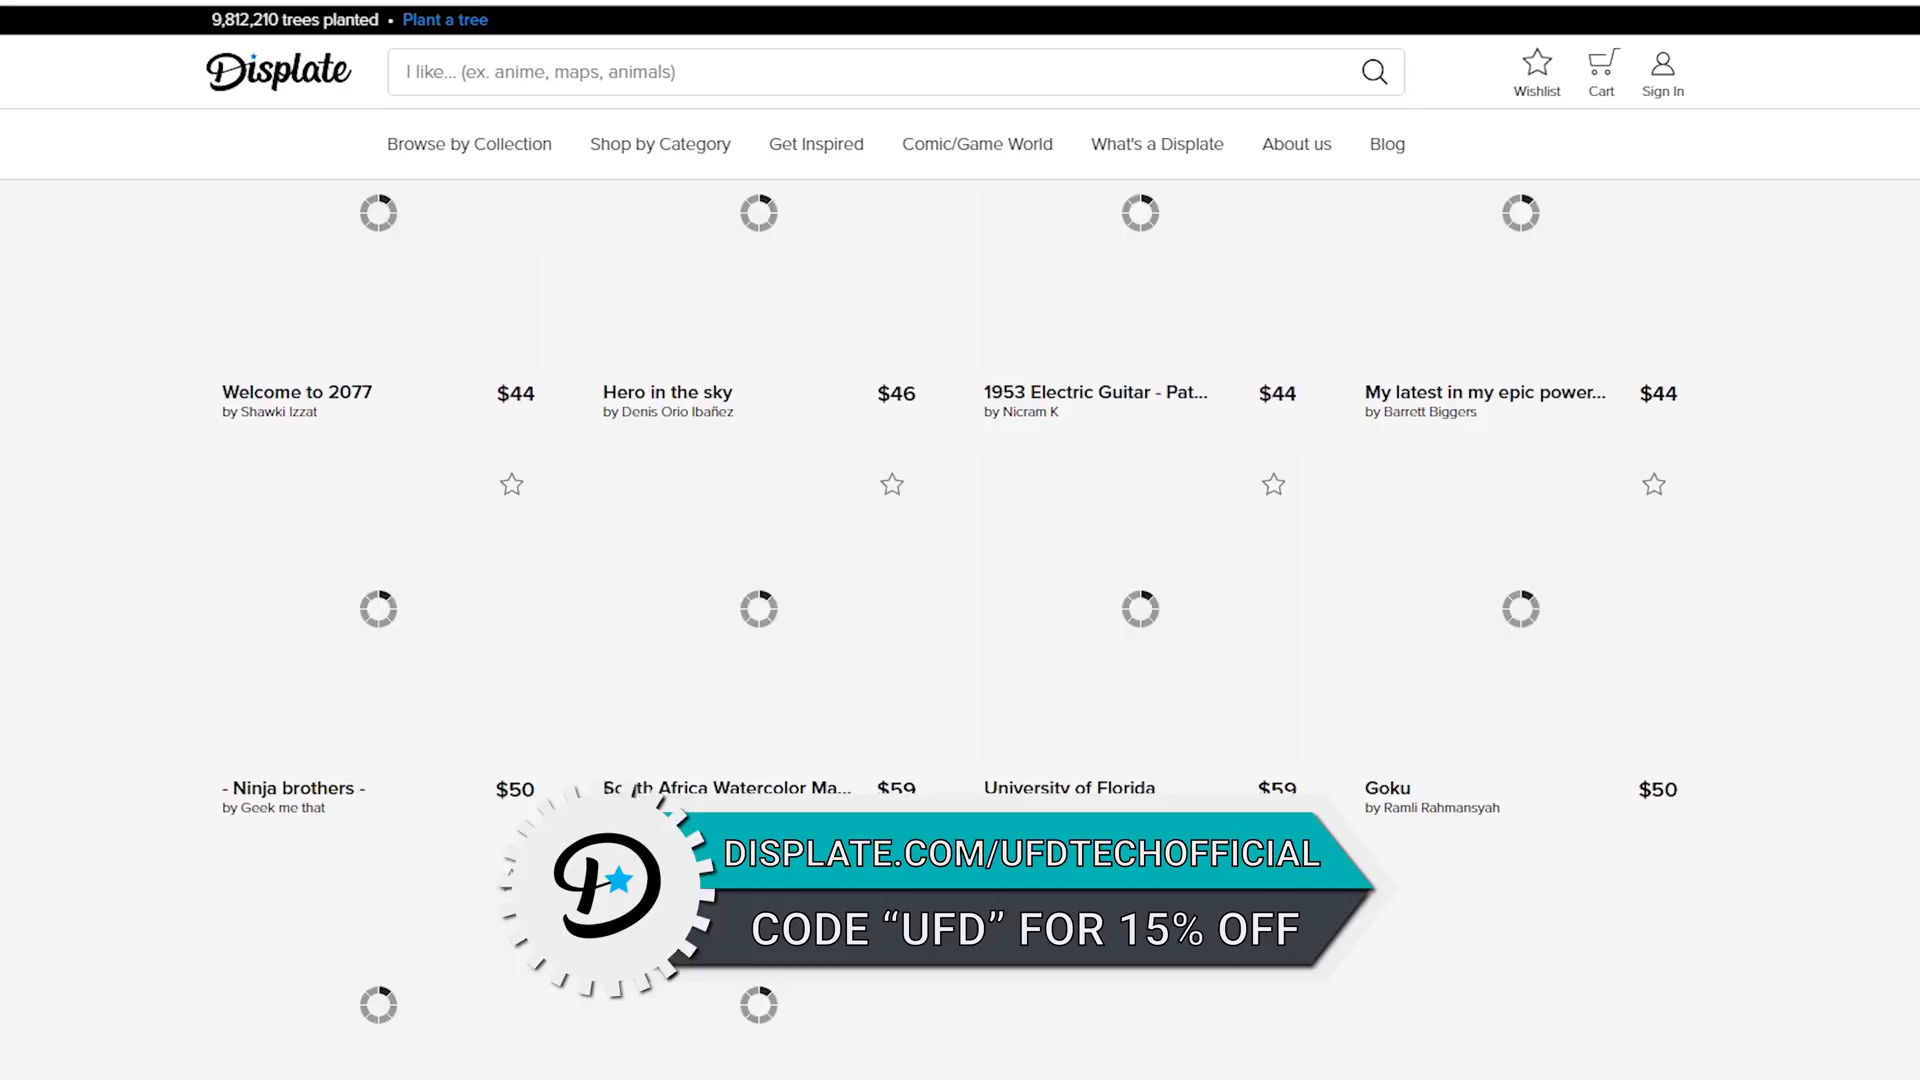 9,812,210 trees planted • Plant a tree
Displate
I like... (ex. anime, maps, animals)
Wishlist Cart Sign In
Browse by Collection Shop by Category Get Inspired Comic/Game World What's a Displate About us Blog
Welcome to 2077 $44 Hero in the sky $46 1953 Electric Guitar - Pat... $44 My latest in my epic power... $44
by Shawki Izzat by Denis Orio Ibañez by Nicram K by Barrett Biggers
- Ninja brothers - $50 South Africa Watercolor Ma... $59 University of Florida $59 Goku $50
by Geek me that by Ramli Rahmansyah
DISPLATE.COM/UFDTECHOFFICIAL
CODE “UFD” FOR 15% OFF